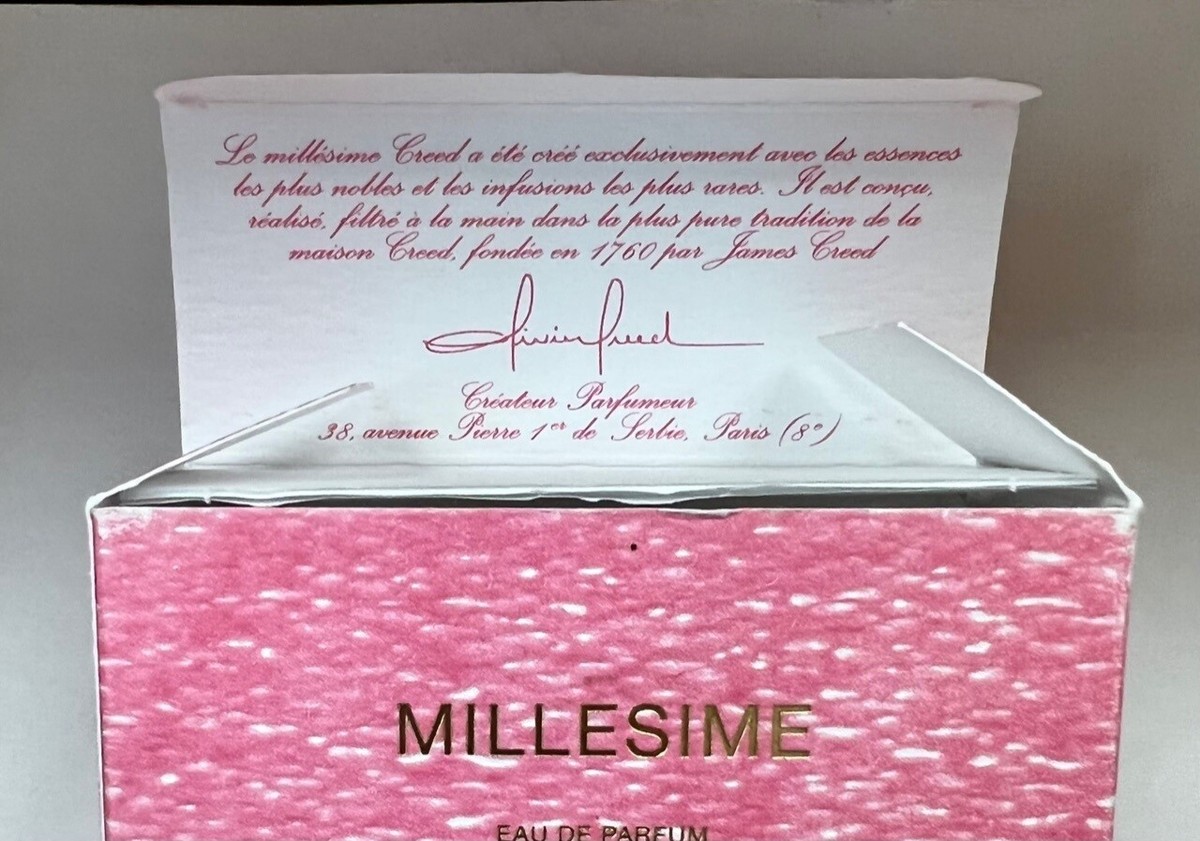 Le millésime Creed a été créé exclusivement avec les essences
les plus nobles et les infusions les plus rares. Il est conçu,
réalisé, filtré à la main dans la plus pure tradition de la
maison Creed, fondée en 1760 par James Creed
Olivier Creed
Créateur Parfumeur
38, avenue Pierre 1er de Serbie, Paris (8e)
MILLESIME
EAU DE PARFUM